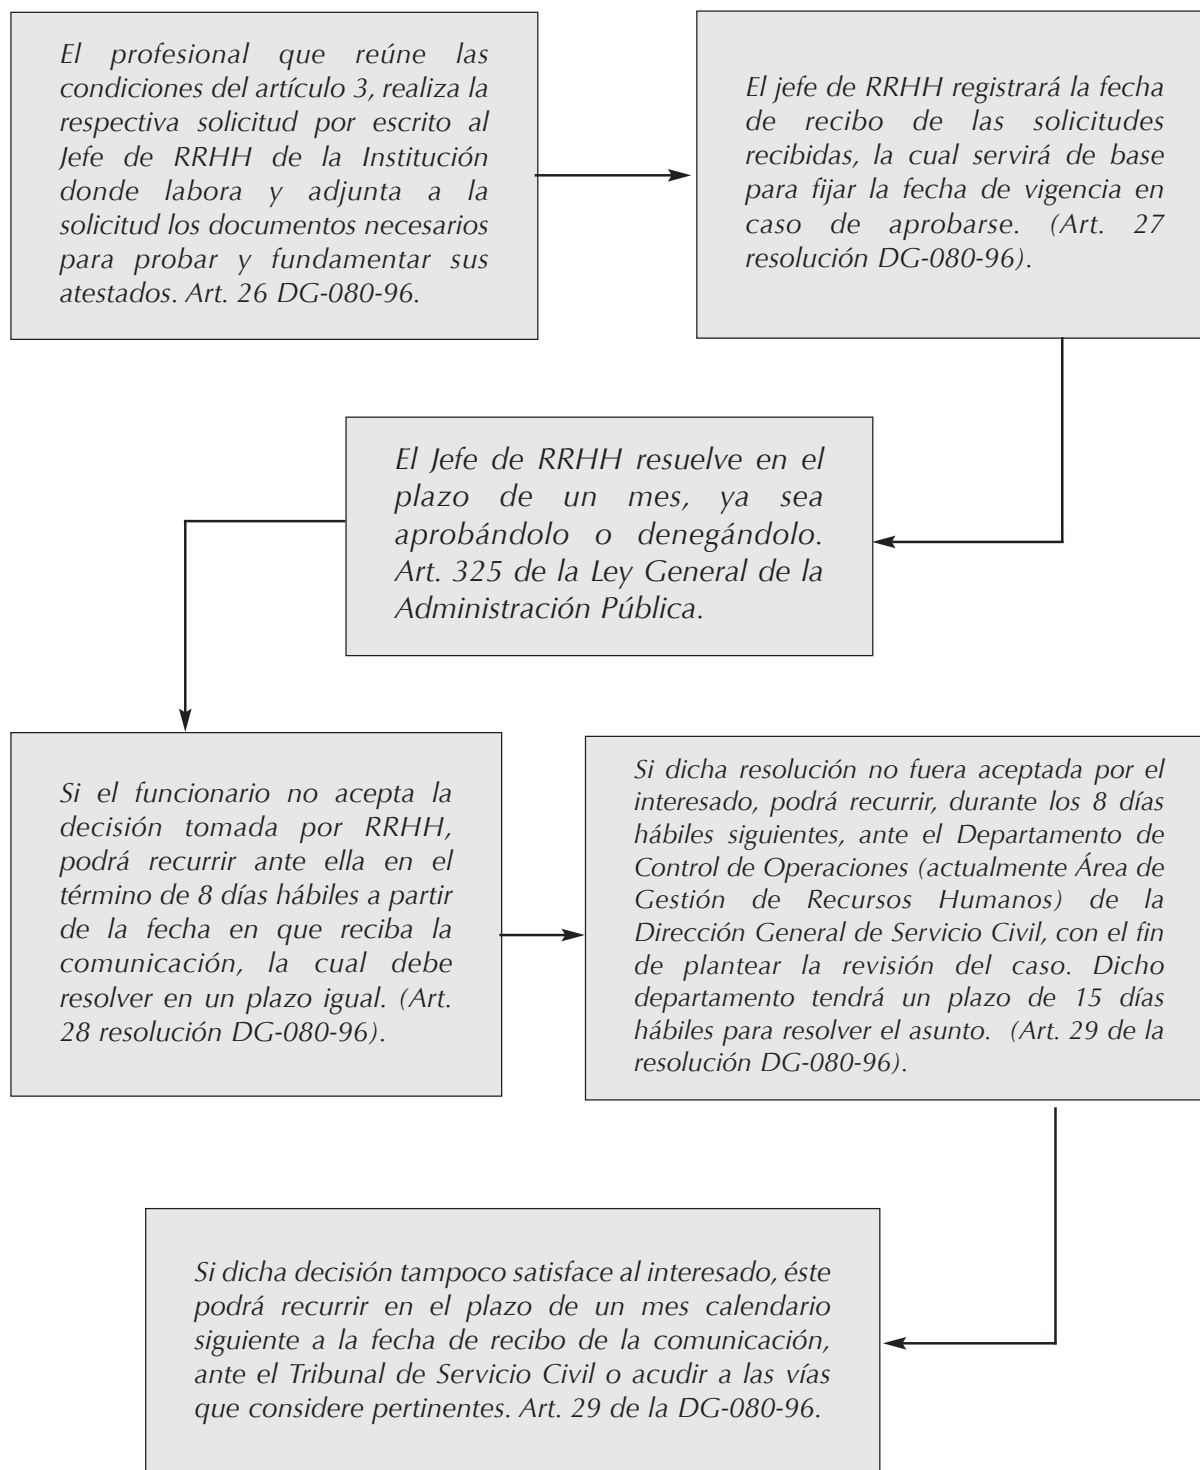 El profesional que reúne las
condiciones del artículo 3, realiza la
respectiva solicitud por escrito al
Jefe de RRHH de la Institución
donde labora y adjunta a la
solicitud los documentos necesarios
para probar y fundamentar sus
atestados. Art. 26 DG-080-96.
El jefe de RRHH registrará la fecha
de recibo de las solicitudes
recibidas, la cual servirá de base
para fijar la fecha de vigencia en
caso de aprobarse. (Art. 27
resolución DG-080-96).
El Jefe de RRHH resuelve en el
plazo de un mes, ya sea
aprobándolo o denegándolo.
Art. 325 de la Ley General de la
Administración Pública.
Si el funcionario no acepta la
decisión tomada por RRHH,
podrá recurrir ante ella en el
término de 8 días hábiles a partir
de la fecha en que reciba la
comunicación, la cual debe
resolver en un plazo igual. (Art.
28 resolución DG-080-96).
Si dicha resolución no fuera aceptada por el
interesado, podrá recurrir, durante los 8 días
hábiles siguientes, ante el Departamento de
Control de Operaciones (actualmente Área de
Gestión de Recursos Humanos) de la
Dirección General de Servicio Civil, con el fin
de plantear la revisión del caso. Dicho
departamento tendrá un plazo de 15 días
hábiles para resolver el asunto. (Art. 29 de la
resolución DG-080-96).
Si dicha decisión tampoco satisface al interesado, éste
podrá recurrir en el plazo de un mes calendario
siguiente a la fecha de recibo de la comunicación,
ante el Tribunal de Servicio Civil o acudir a las vías
que considere pertinentes. Art. 29 de la DG-080-96.